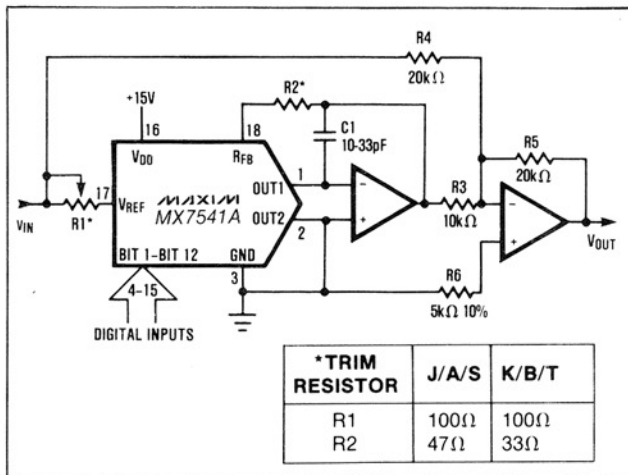 R4
20kΩ
+15V
R2*
16
18
C1
10-33pF
R5
20kΩ
VDD
RFB
1
17
VREF
MAXIM
MX7541A
OUT1
OUT2
R3
10kΩ
VIN
R1*
2
VOUT
BIT 1–BIT 12
GND
4–15
3
R6
5kΩ 10%
DIGITAL INPUTS
*TRIM RESISTOR J/A/S K/B/T
R1 100Ω 100Ω
R2 47Ω 33Ω